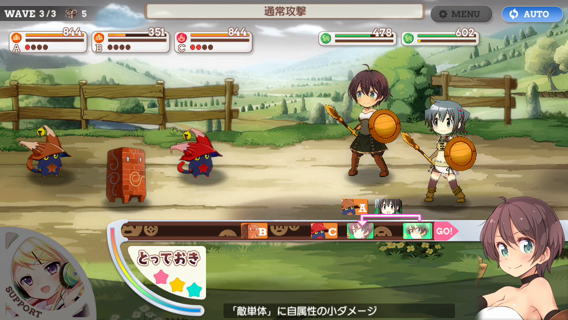 WAVE 3/3 5
通常攻撃
MENU
AUTO
A 844
B 351
C 844
478
602
A
B
C
GO!
とっておき
SUPPORT
「敵単体」に自属性の小ダメージ